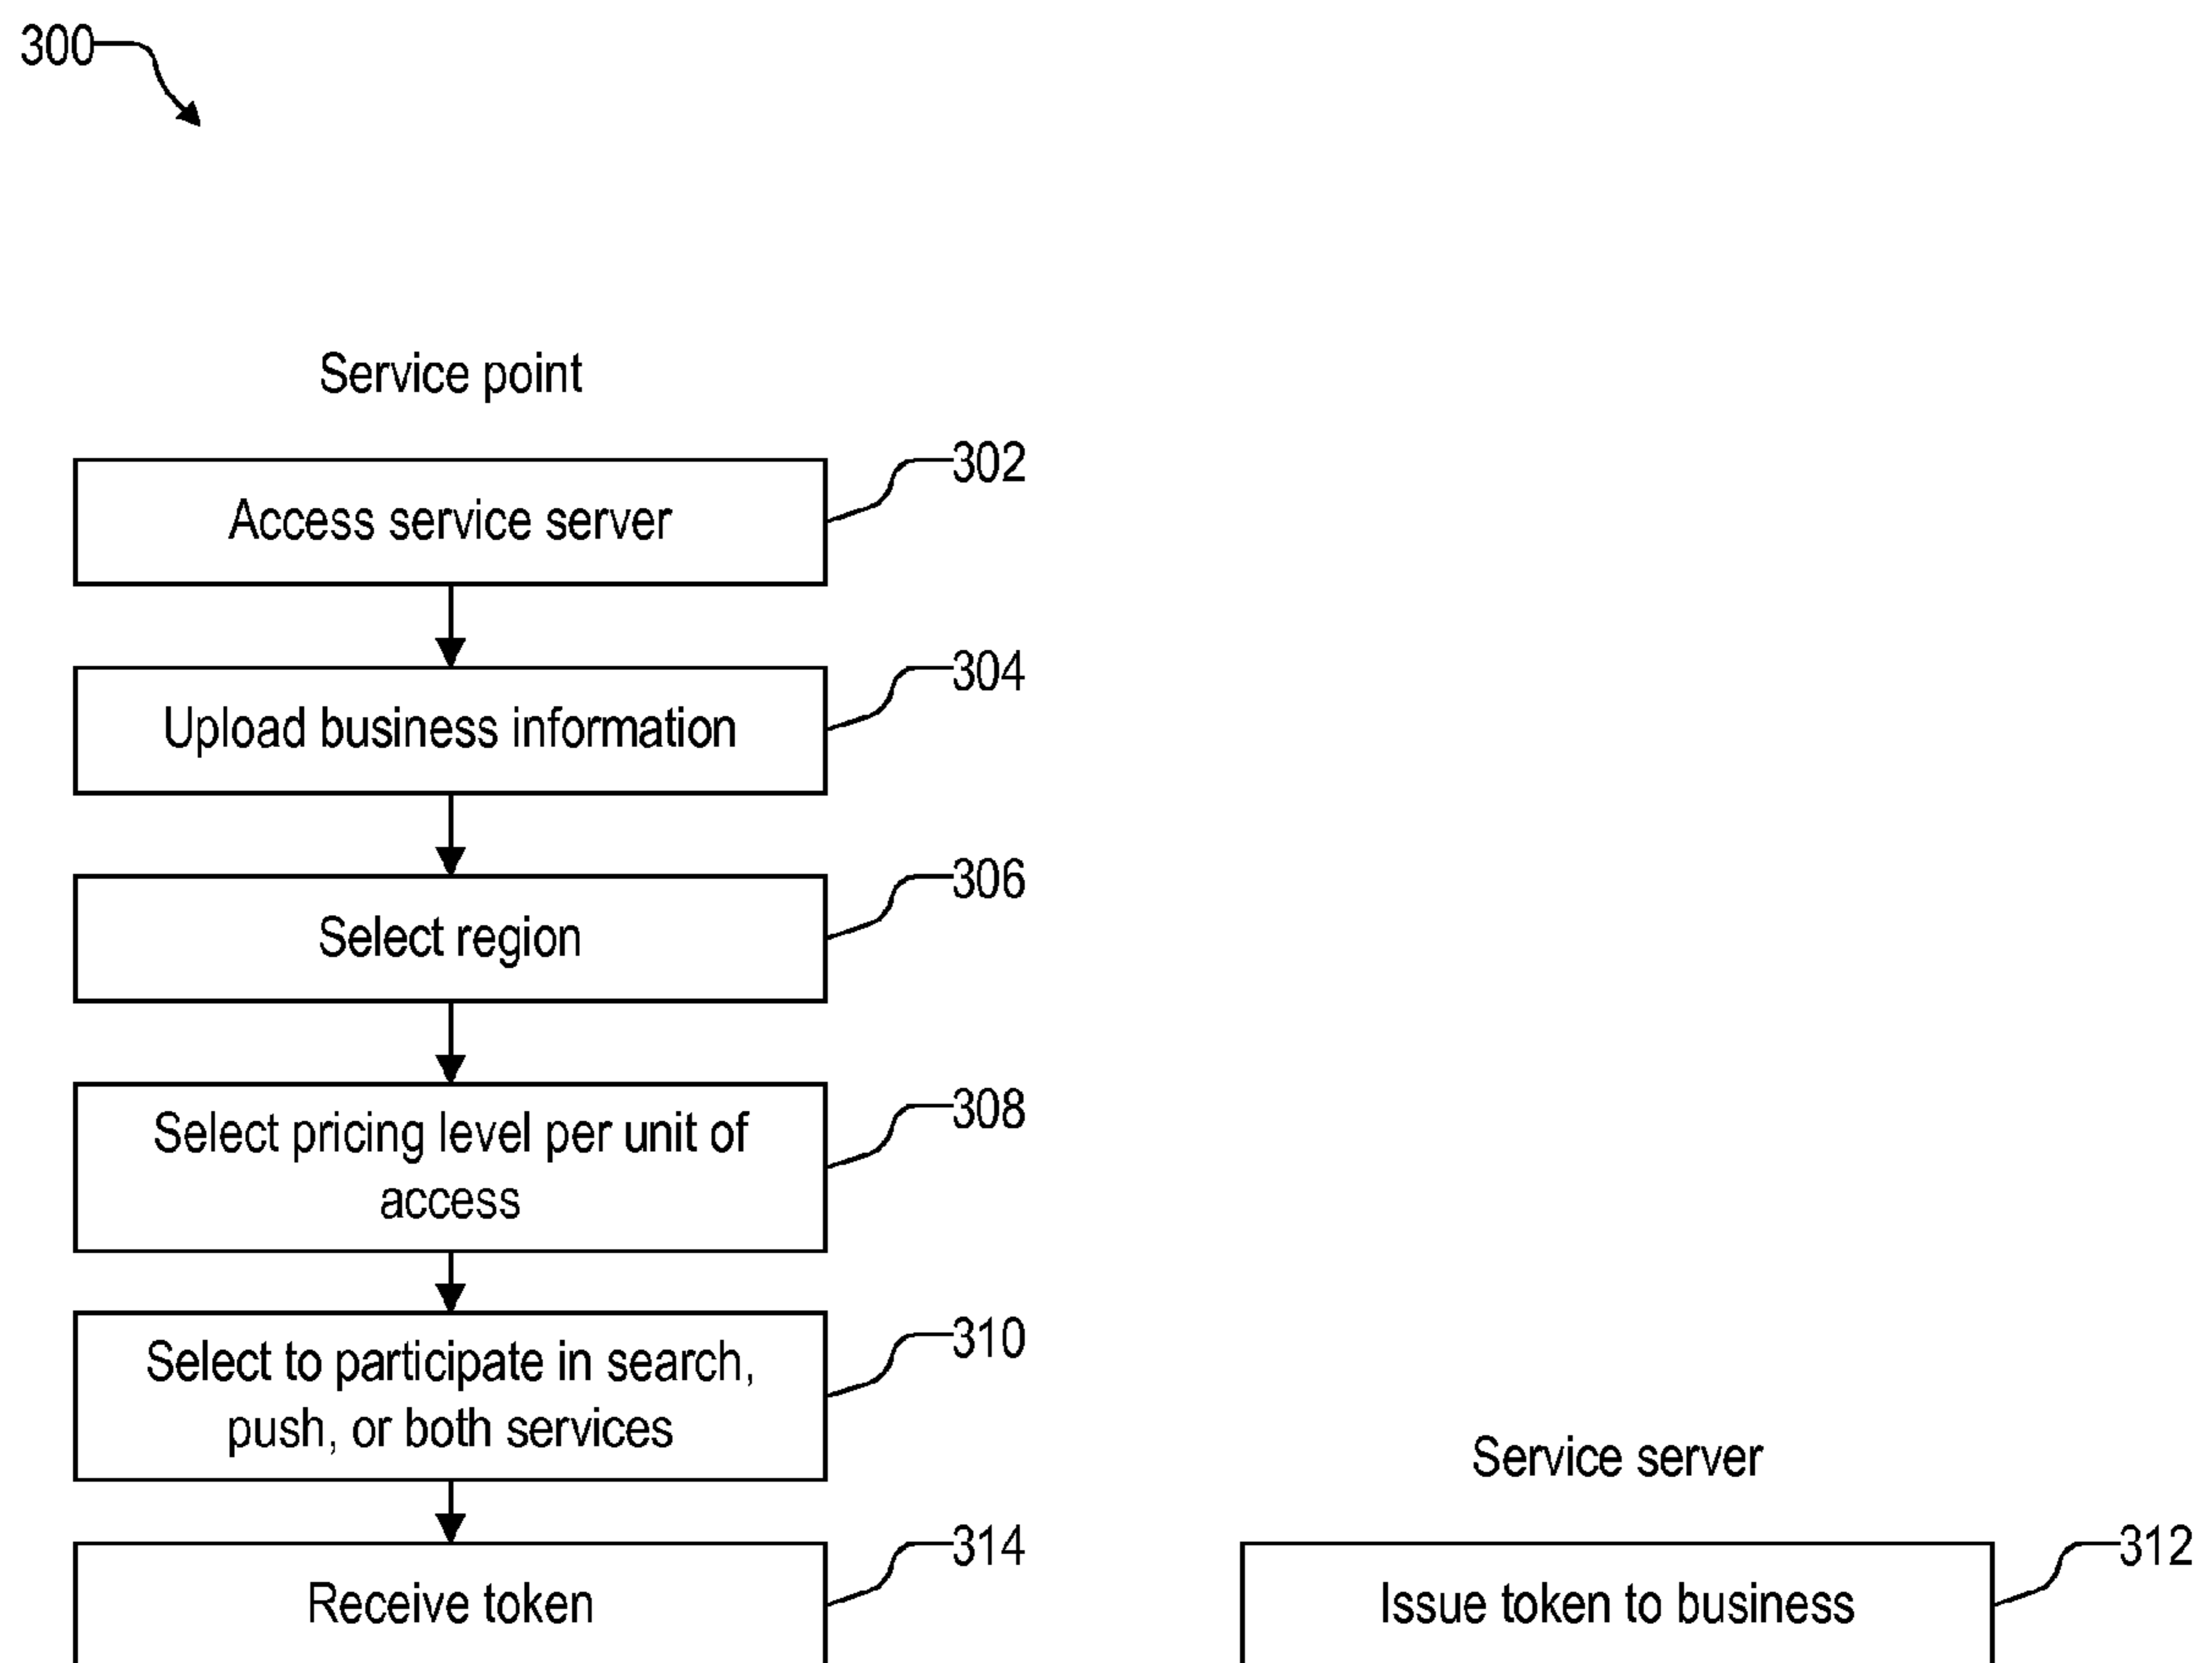 300
Service point
302
Access service server
304
Upload business information
306
Select region
308
Select pricing level per unit of
access
310
Select to participate in search,
push, or both services
Service server
314
Receive token
312
Issue token to business